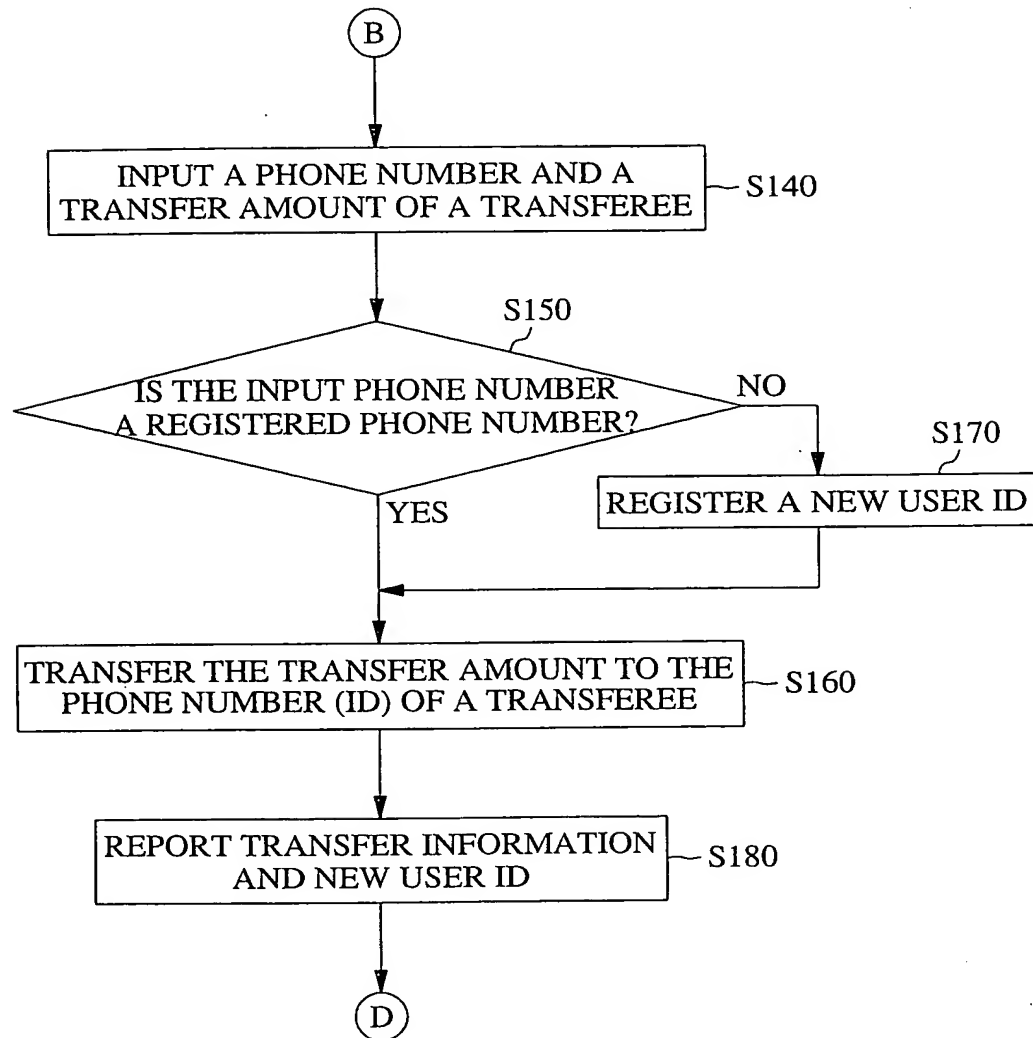 B
INPUT A PHONE NUMBER AND A
TRANSFER AMOUNT OF A TRANSFEREE
S140
S150
IS THE INPUT PHONE NUMBER
A REGISTERED PHONE NUMBER?
NO
S170
REGISTER A NEW USER ID
YES
TRANSFER THE TRANSFER AMOUNT TO THE
PHONE NUMBER (ID) OF A TRANSFEREE
S160
REPORT TRANSFER INFORMATION
AND NEW USER ID
S180
D